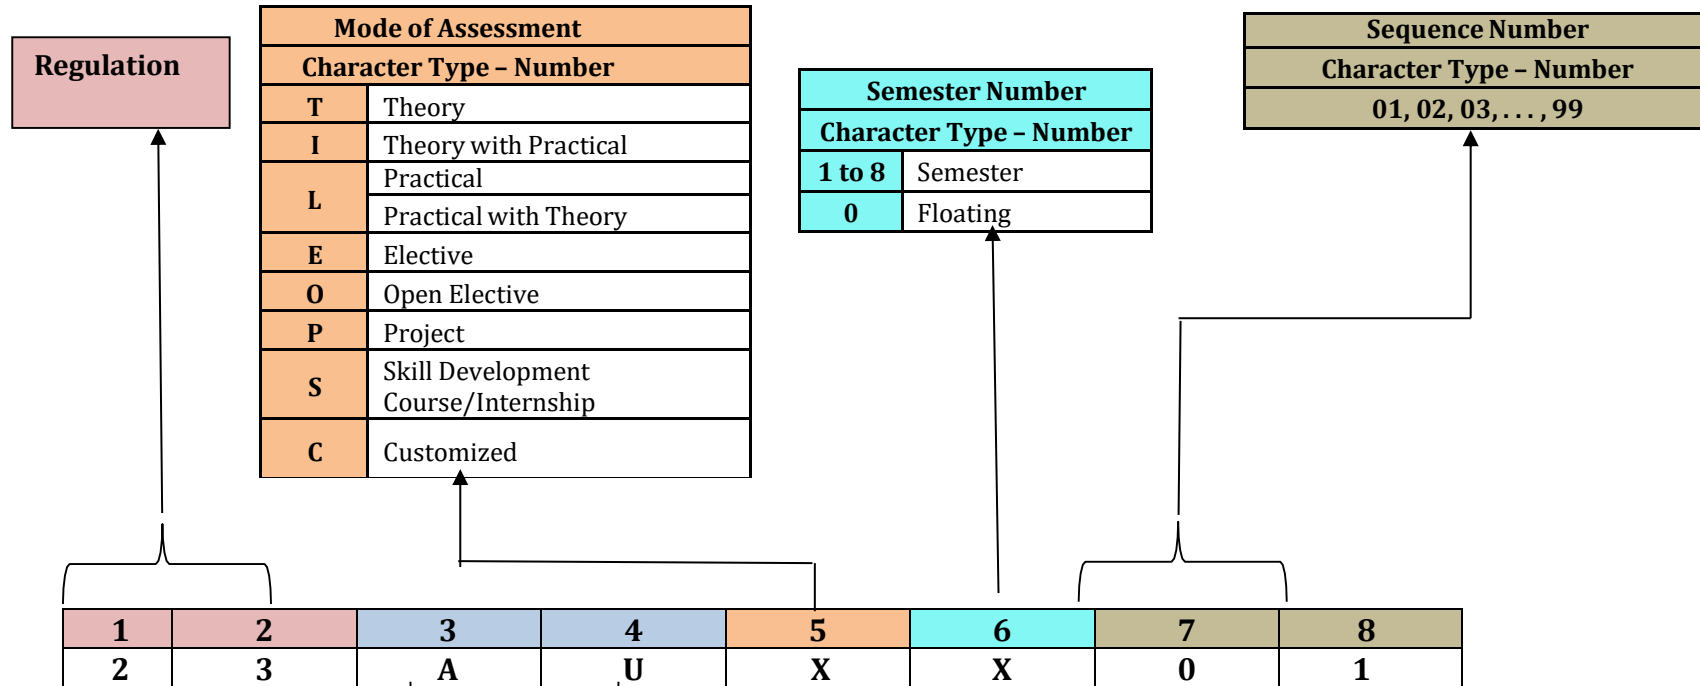 Regulation
Mode of Assessment
Character Type – Number
T Theory
I Theory with Practical
L Practical
Practical with Theory
E Elective
O Open Elective
P Project
S Skill Development
Course/Internship
C Customized
Semester Number
Character Type – Number
1 to 8 Semester
0 Floating
Sequence Number
Character Type – Number
01, 02, 03, . . . , 99
1 2 3 4 5 6 7 8
2 3 A U X X 0 1